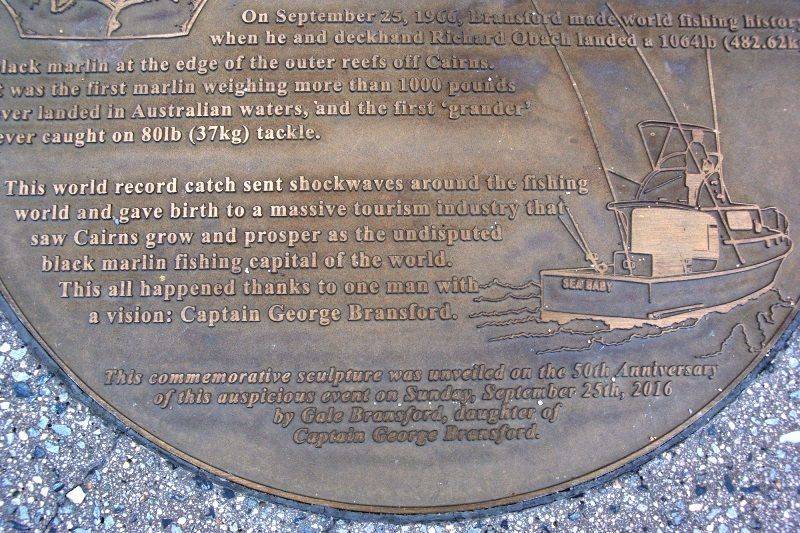 On September 25, 1966, Bransford made world fishing history
when he and deckhand Richard Obach landed a 1064lb (482.62k
lack marlin at the edge of the outer reefs off Cairns.
t was the first marlin weighing more than 1000 pounds
ver landed in Australian waters, and the first ‘grander’
ever caught on 80lb (37kg) tackle.
This world record catch sent shockwaves around the fishing
world and gave birth to a massive tourism industry that
saw Cairns grow and prosper as the undisputed
black marlin fishing capital of the world.
This all happened thanks to one man with
a vision: Captain George Bransford.
SEA BABY
This commemorative sculpture was unveiled on the 50th Anniversary
of this auspicious event on Sunday, September 25th, 2016
by Gale Bransford, daughter of
Captain George Bransford.